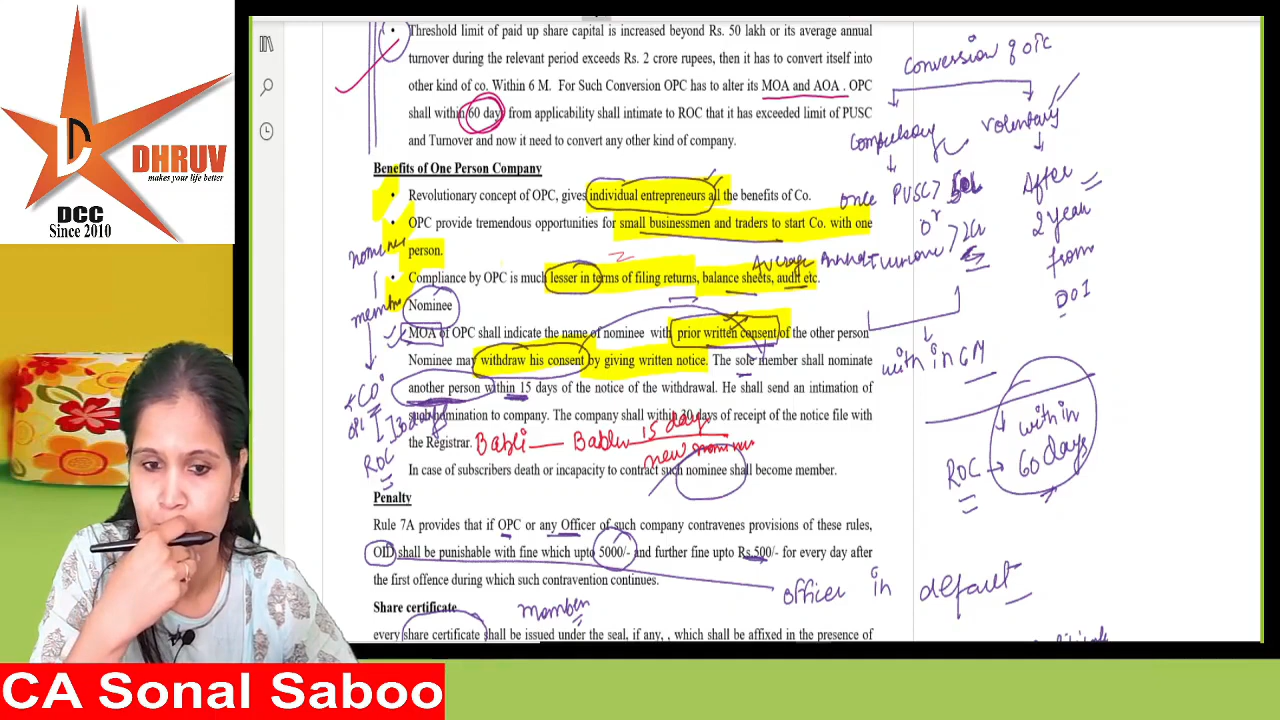 DHRUV
makes your life better
DCC
Since 2010
Threshold limit of paid up share capital is increased beyond Rs. 50 lakh or its average annual
turnover during the relevant period exceeds Rs. 2 crore rupees, then it has to convert itself into
other kind of co. Within 6 M. For Such Conversion OPC has to alter its MOA and AOA . OPC
shall within 60 days from applicability shall intimate to ROC that it has exceeded limit of PUSC
and Turnover and now it need to convert any other kind of company.
Benefits of One Person Company
Revolutionary concept of OPC, gives individual entrepreneurs all the benefits of Co.
OPC provide tremendous opportunities for small businessmen and traders to start Co. with one
person.
Compliance by OPC is much lesser in terms of filing returns, balance sheets, audit etc.
Nominee
MOA of OPC shall indicate the name of nominee with prior written consent of the other person
Nominee may withdraw his consent by giving written notice. The sole member shall nominate
another person within 15 days of the notice of the withdrawal. He shall send an intimation of
such nomination to company. The company shall within 30 days of receipt of the notice file with
the Registrar.
Babli — Bablu 15 days
new nominee
In case of subscribers death or incapacity to contract such nominee shall become member.
Penalty
Rule 7A provides that if OPC or any Officer of such company contravenes provisions of these rules,
OID shall be punishable with fine which upto 5000/- and further fine upto Rs.500/- for every day after
the first offence during which such contravention continues.
officer in default
Share certificate
member
every share certificate shall be issued under the seal, if any, , which shall be affixed in the presence of
Conversion of OPC
Compulsory
voluntary
once PUSC >
or
Average Annual turnover > 2Cr
within 6M
within
60 days
ROC
After
2 year
from
DOI
nominee
member
CO
OPC
ROC
CA Sonal Saboo